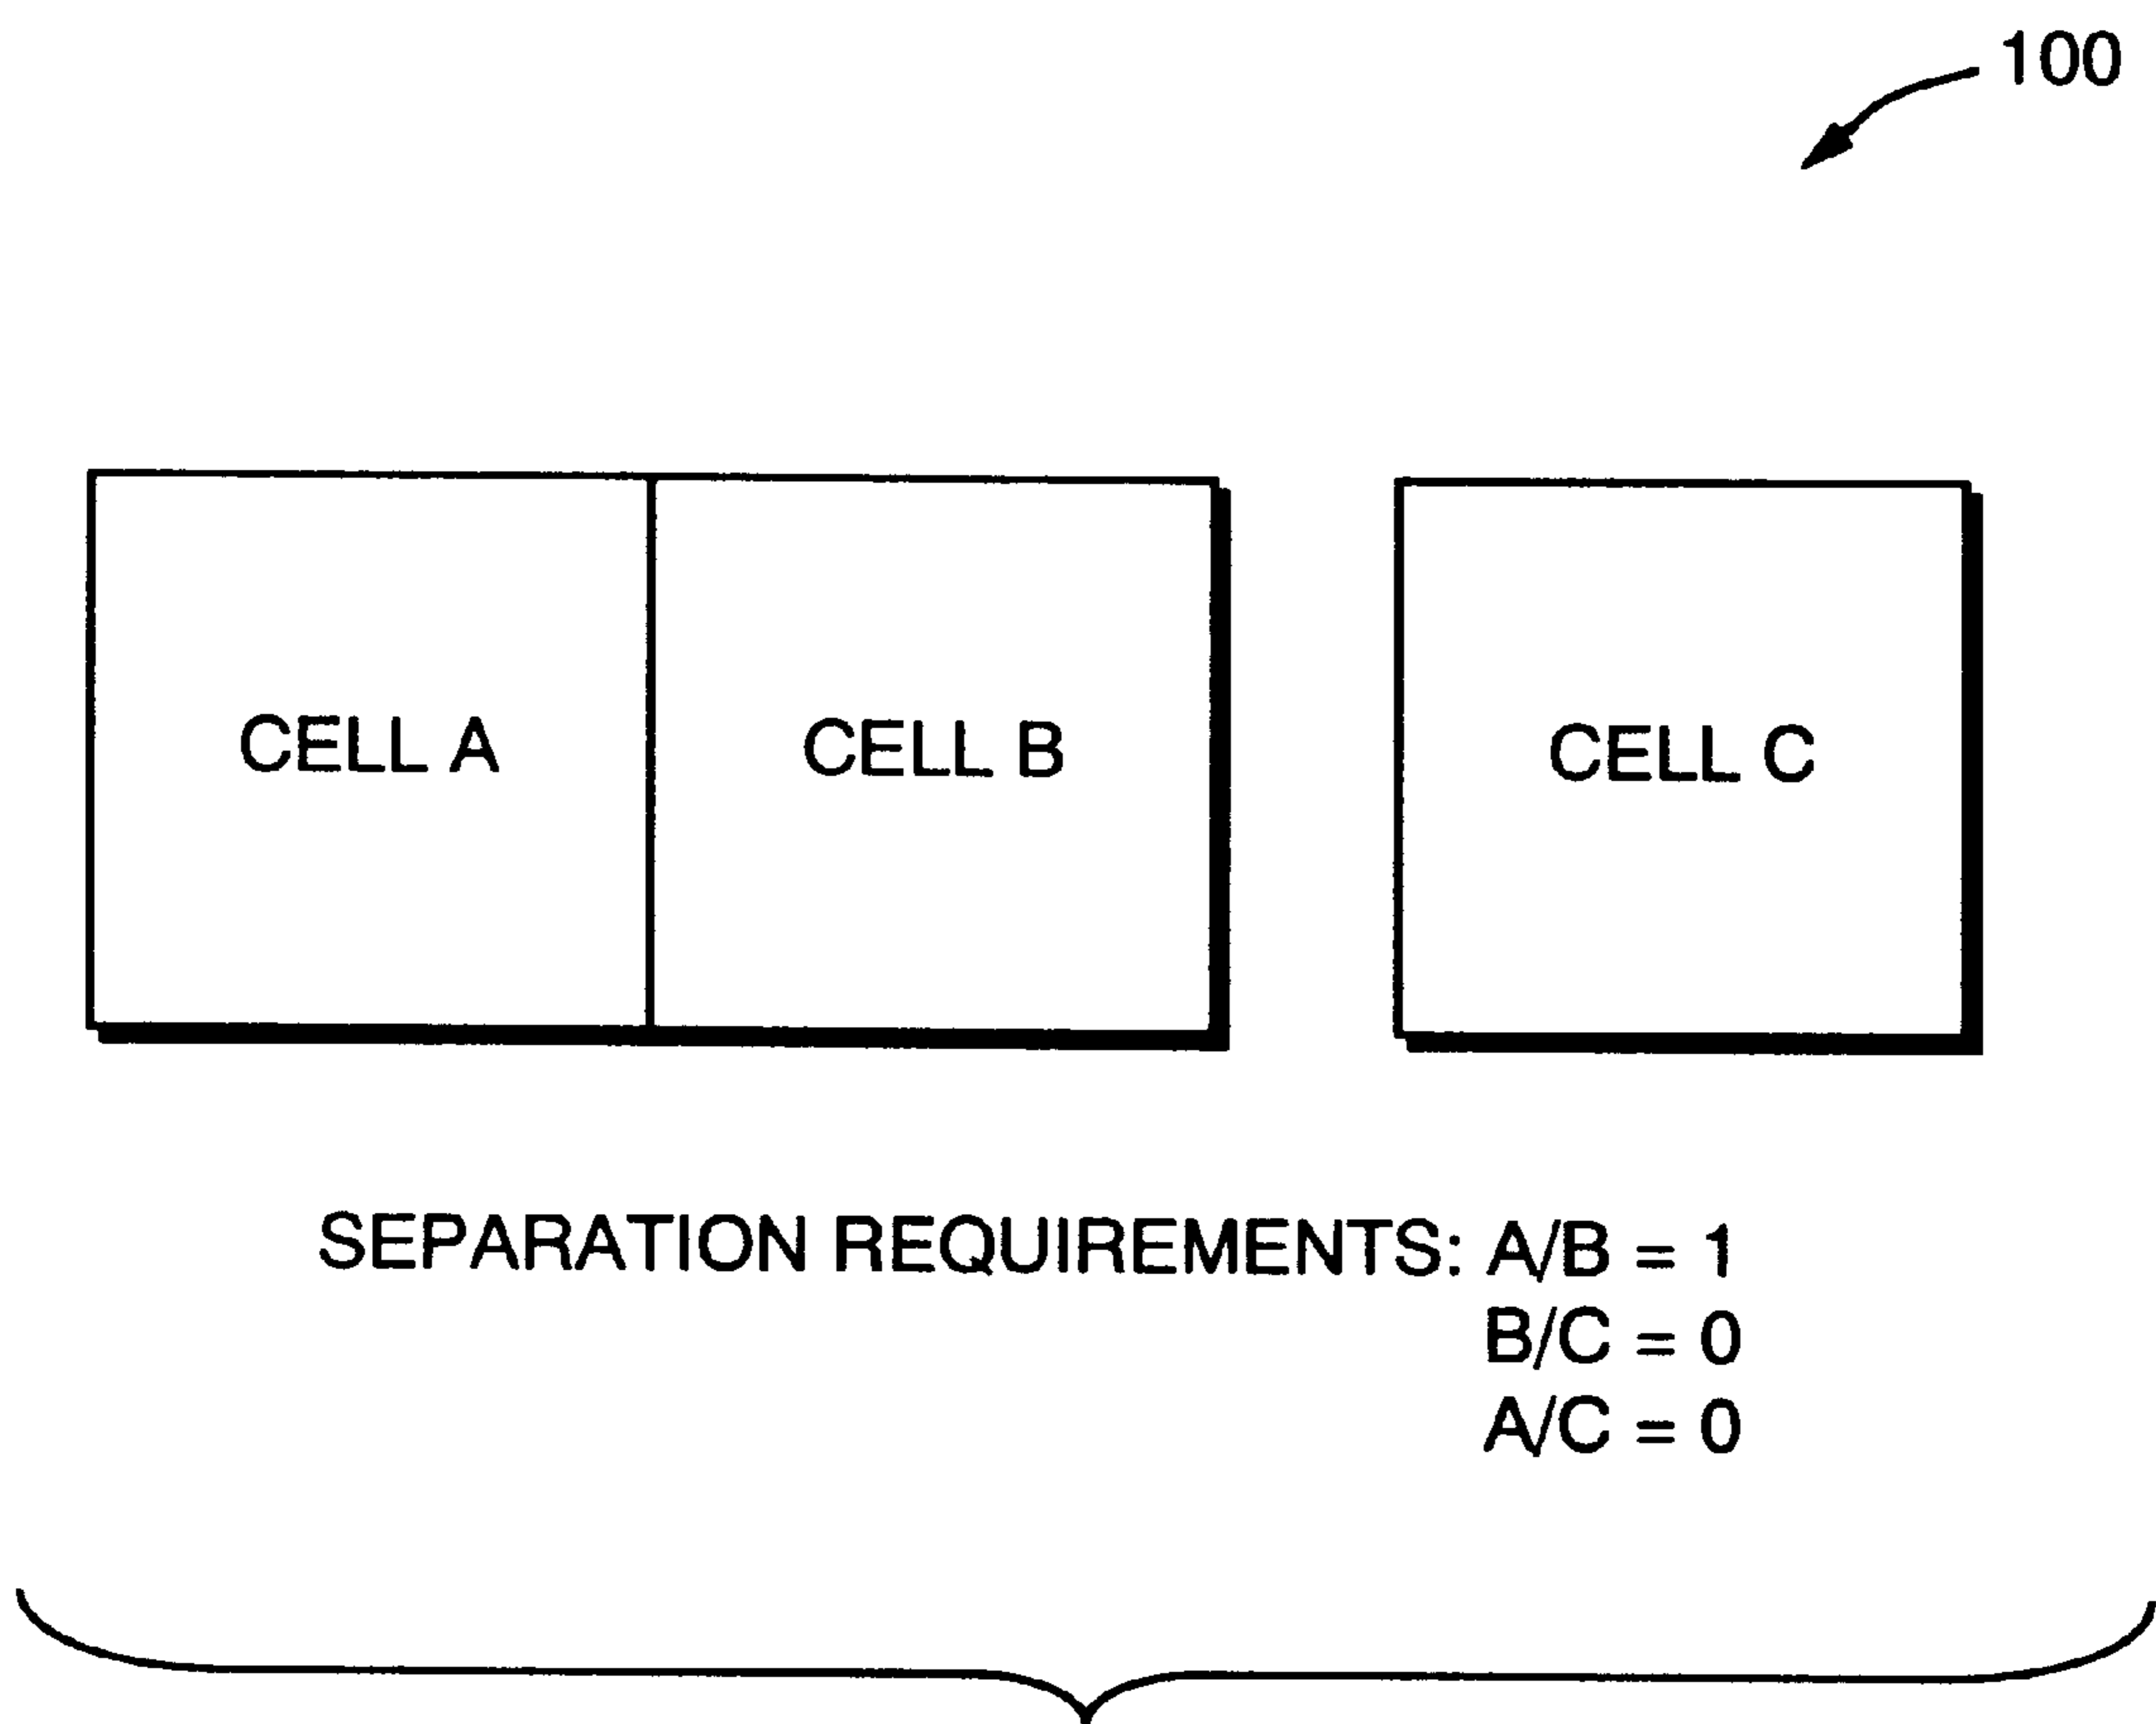 100
CELL A
CELL B
CELL C
SEPARATION REQUIREMENTS: A/B = 1
B/C = 0
A/C = 0